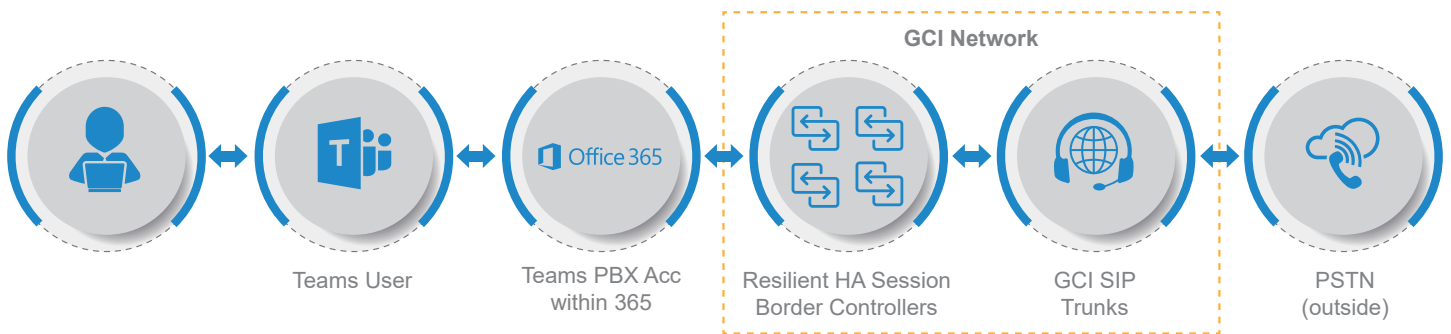 GCI Network
T
Office 365
Teams User
Teams PBX Acc
within 365
Resilient HA Session
Border Controllers
GCI SIP
Trunks
PSTN
(outside)